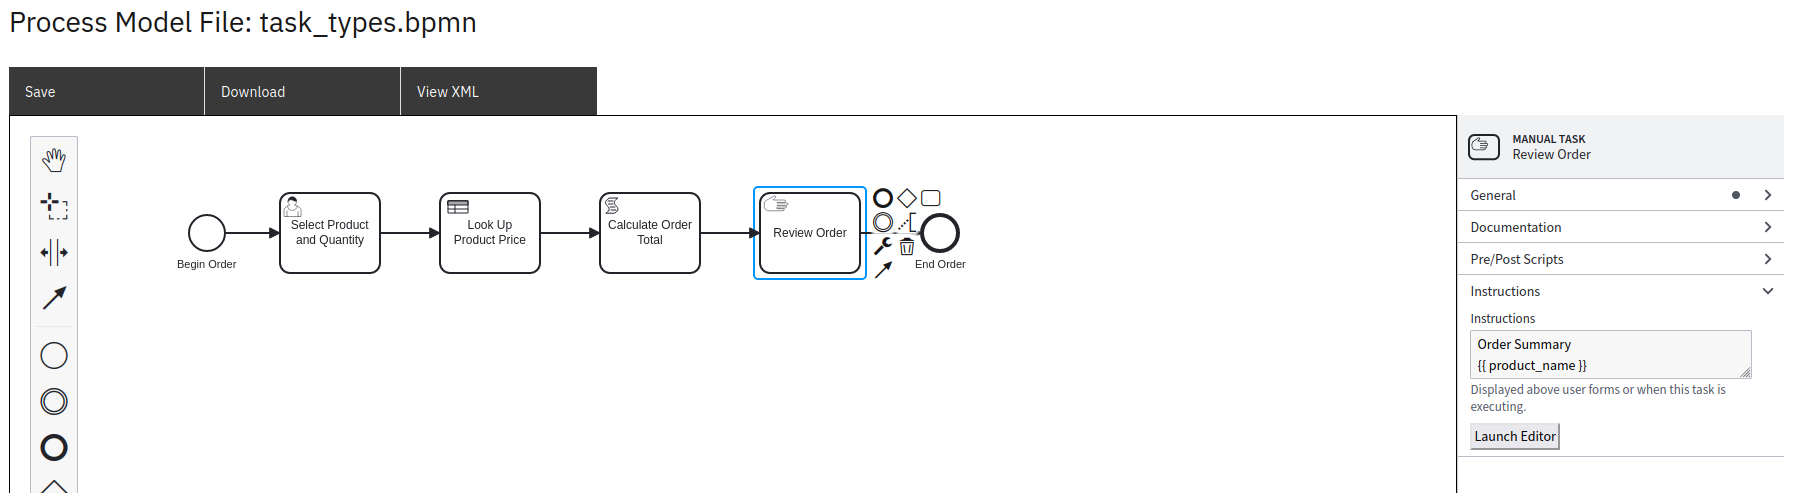 Process Model File: task_types.bpmn
Save
Download
View XML
Begin Order
Select Product
and Quantity
Look Up
Product Price
Calculate Order
Total
Review Order
End Order
MANUAL TASK
Review Order
General
Documentation
Pre/Post Scripts
Instructions
Instructions
Order Summary
{{ product_name }}
Displayed above user forms or when this task is
executing.
Launch Editor